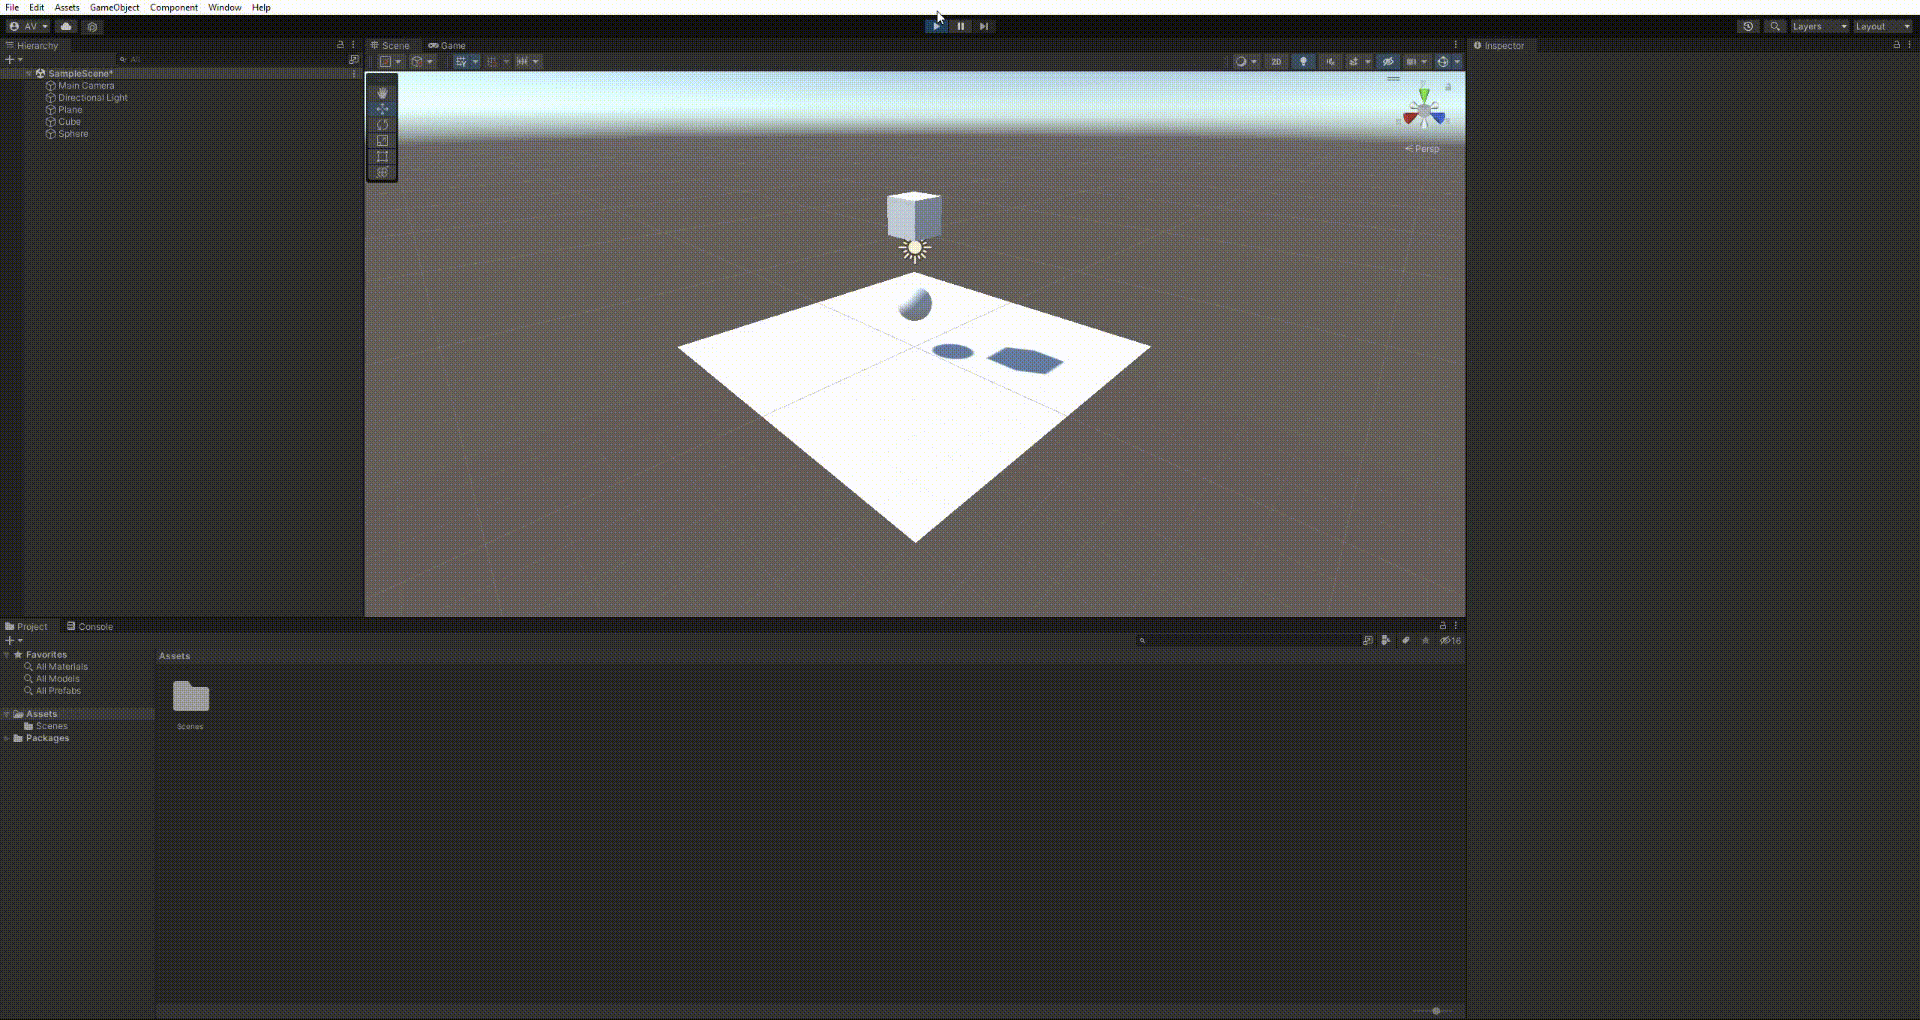 File Edit Assets GameObject Component Window Help
AV
Layers Layout
Hierarchy
Scene Game
Inspector
All
2D
SampleScene*
Main Camera
Directional Light
Plane
Cube
Sphere
Persp
Project Console
16
Favorites
All Materials
All Models
All Prefabs
Assets
Scenes
Packages
Assets
Scenes